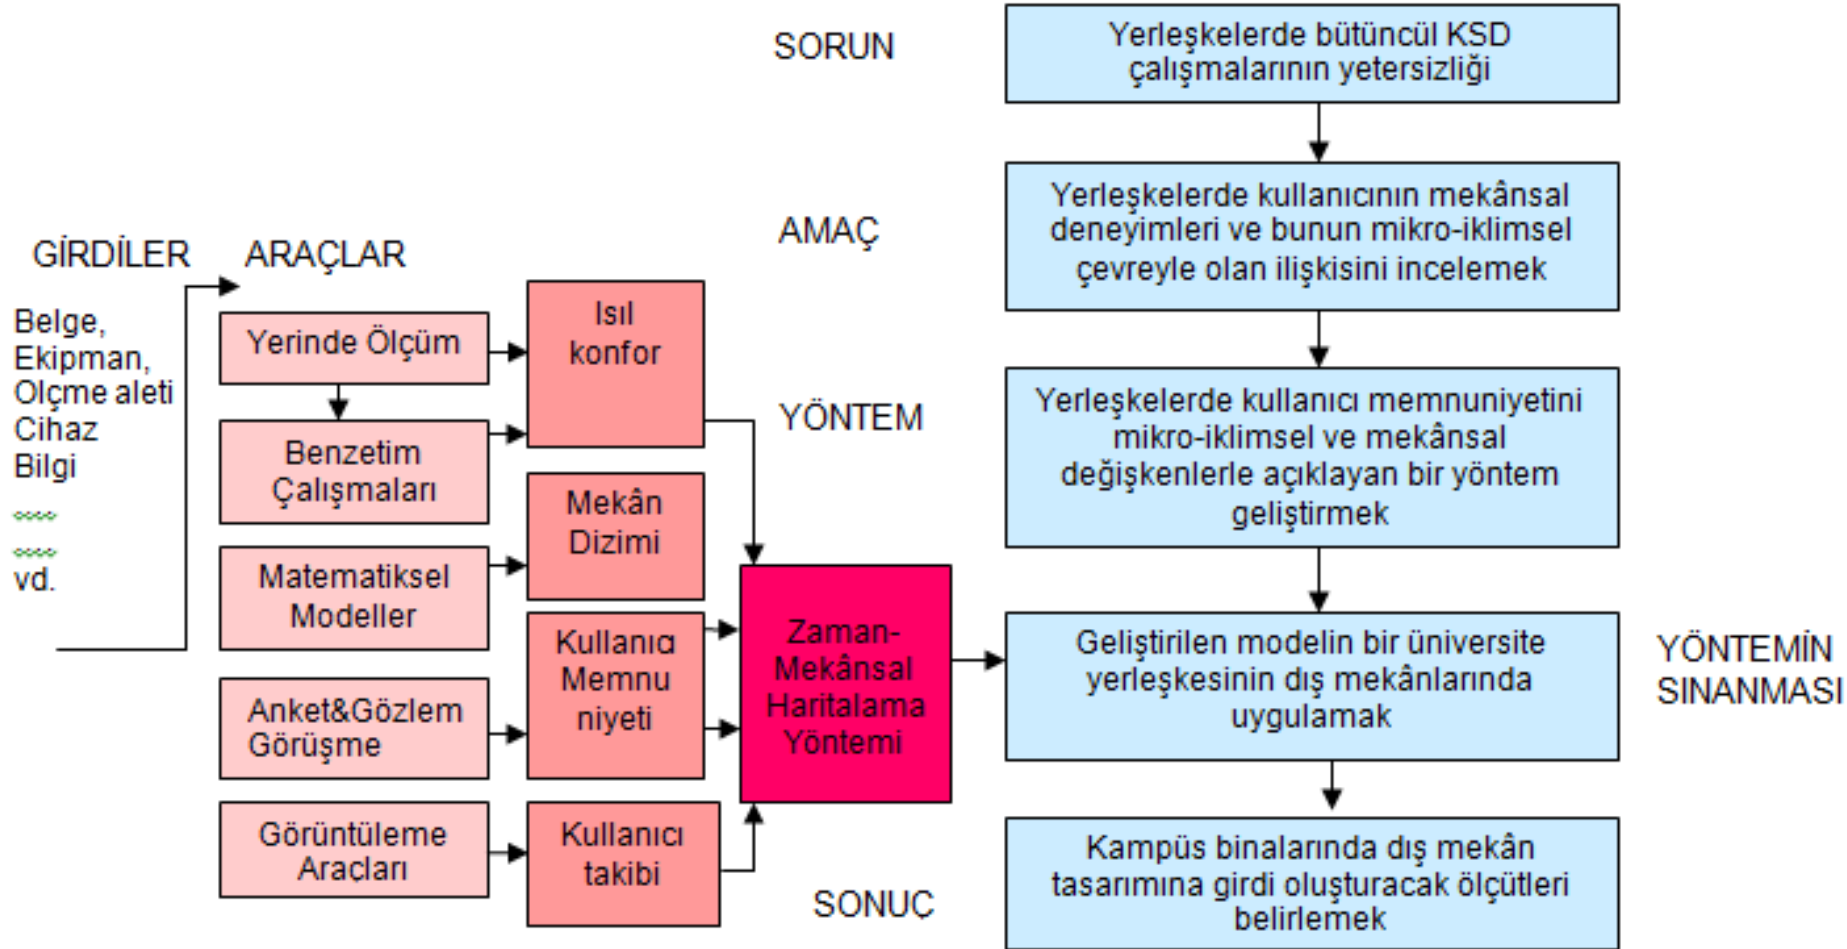 SORUN
Yerleşkelerde bütüncül KSD
çalışmalarının yetersizliği
AMAÇ
Yerleşkelerde kullanıcının mekânsal
deneyimleri ve bunun mikro-iklimsel
çevreyle olan ilişkisini incelemek
GİRDİLER
ARAÇLAR
Belge,
Ekipman,
Olçme aleti
Cihaz
Bilgi
vd.
Yerinde Ölçüm
Benzetim
Çalışmaları
Matematiksel
Modeller
Anket&Gözlem
Görüşme
Görüntüleme
Araçları
Isıl
konfor
Mekân
Dizimi
Kullanıcı
Memnu
niyeti
Kullanıcı
takibi
Zaman-
Mekânsal
Haritalama
Yöntemi
YÖNTEM
Yerleşkelerde kullanıcı memnuniyetini
mikro-iklimsel ve mekânsal
değişkenlerle açıklayan bir yöntem
geliştirmek
Geliştirilen modelin bir üniversite
yerleşkesinin dış mekânlarında
uygulamak
YÖNTEMİN
SINANMASI
SONUÇ
Kampüs binalarında dış mekân
tasarımına girdi oluşturacak ölçütleri
belirlemek